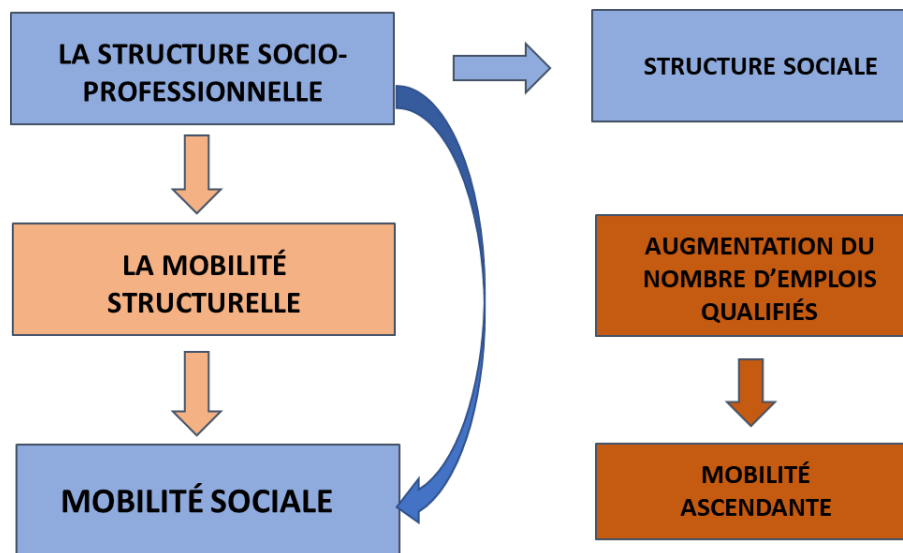 LA STRUCTURE SOCIO-
PROFESSIONNELLE
STRUCTURE SOCIALE
LA MOBILITÉ
STRUCTURELLE
AUGMENTATION DU
NOMBRE D’EMPLOIS
QUALIFIÉS
MOBILITÉ SOCIALE
MOBILITÉ
ASCENDANTE